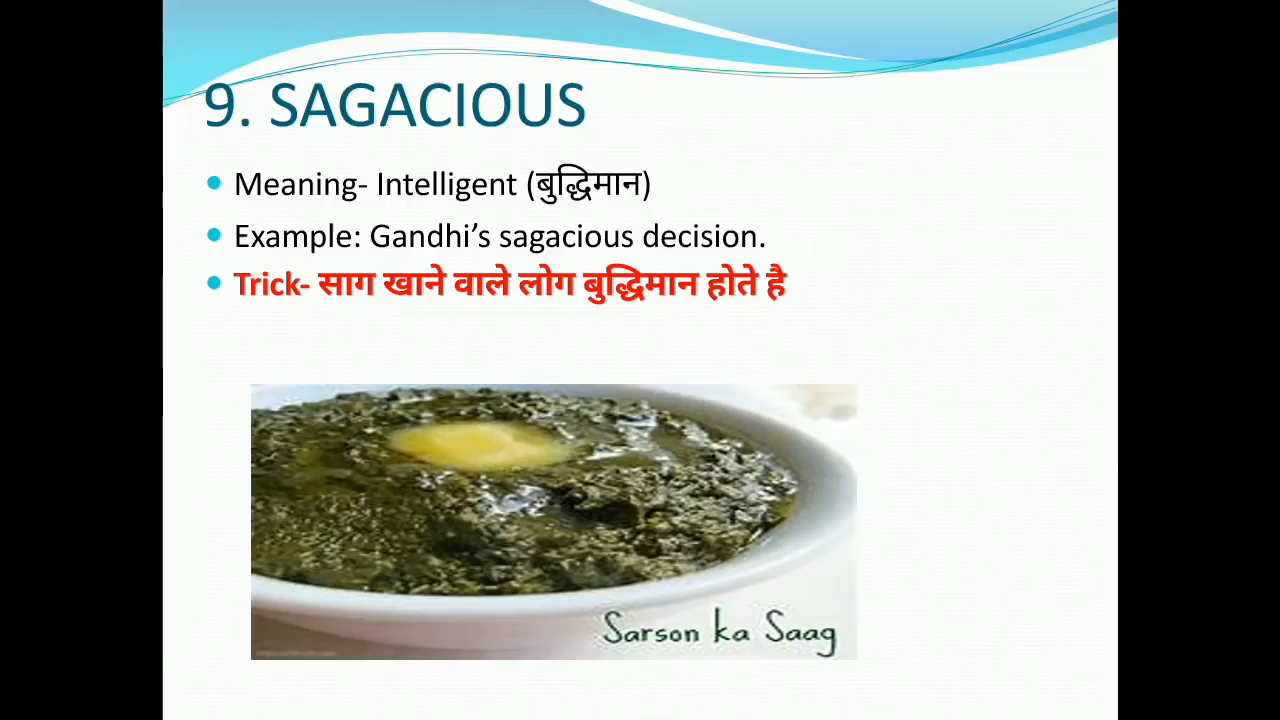 9. SAGACIOUS
Meaning- Intelligent (बुद्धिमान)
Example: Gandhi’s sagacious decision.
Trick- साग खाने वाले लोग बुद्धिमान होते है
Sarson ka Saag